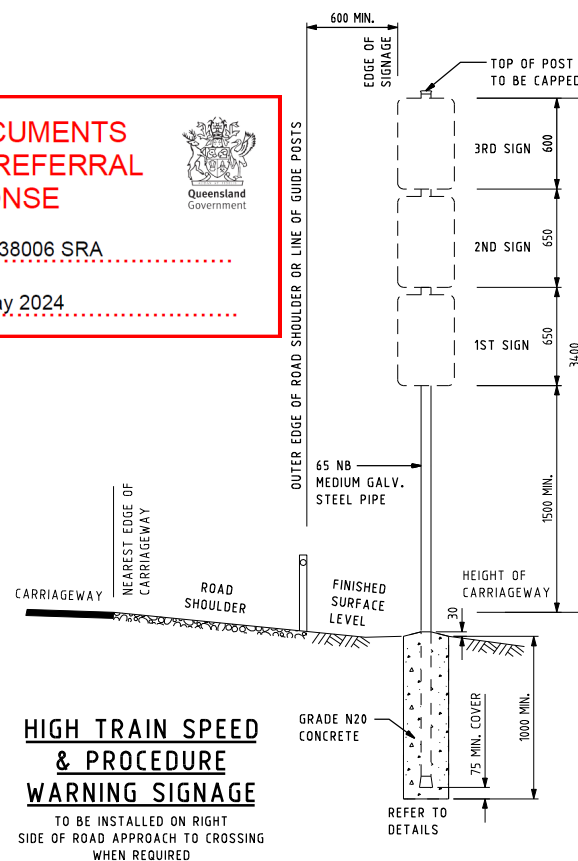 600 MIN.
EDGE OF
SIGNAGE
TOP OF POST
TO BE CAPPED
CUMENTS
REFERRAL
ONSE
Queensland
Government
38006 SRA
ay 2024
OUTER EDGE OF ROAD SHOULDER OR LINE OF GUIDE POSTS
3RD SIGN
600
2ND SIGN
650
1ST SIGN
650
3400
65 NB
MEDIUM GALV.
STEEL PIPE
1500 MIN.
NEAREST EDGE OF
CARRIAGEWAY
CARRIAGEWAY
ROAD
SHOULDER
FINISHED
SURFACE
LEVEL
HEIGHT OF
CARRIAGEWAY
30
GRADE N20
CONCRETE
75 MIN. COVER
1000 MIN.
REFER TO
DETAILS
HIGH TRAIN SPEED
& PROCEDURE
WARNING SIGNAGE
TO BE INSTALLED ON RIGHT
SIDE OF ROAD APPROACH TO CROSSING
WHEN REQUIRED